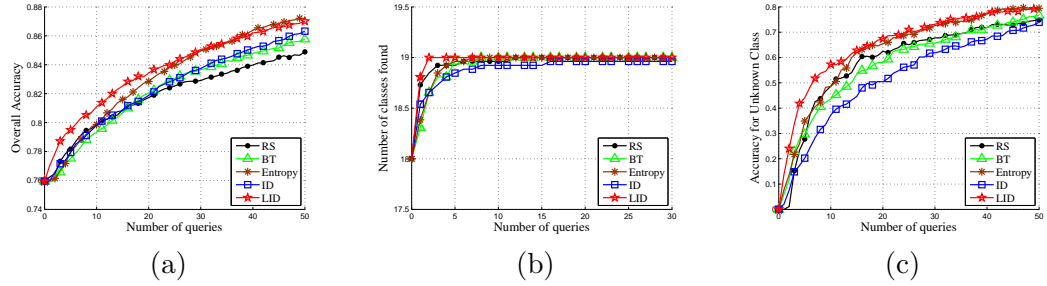 0.88
0.86
0.84
0.82
0.8
0.78
0.76
0.74
0 10 20 30 40 50
Overall Accuracy
Number of queries
RS
BT
Entropy
ID
LID
(a)
19.5
19
18.5
18
17.5
0 5 10 15 20 25 30
Number of classes found
Number of queries
RS
BT
Entropy
ID
LID
(b)
0.8
0.7
0.6
0.5
0.4
0.3
0.2
0.1
0
0 10 20 30 40 50
Accuracy for Unknown Class
Number of queries
RS
BT
Entropy
ID
LID
(c)